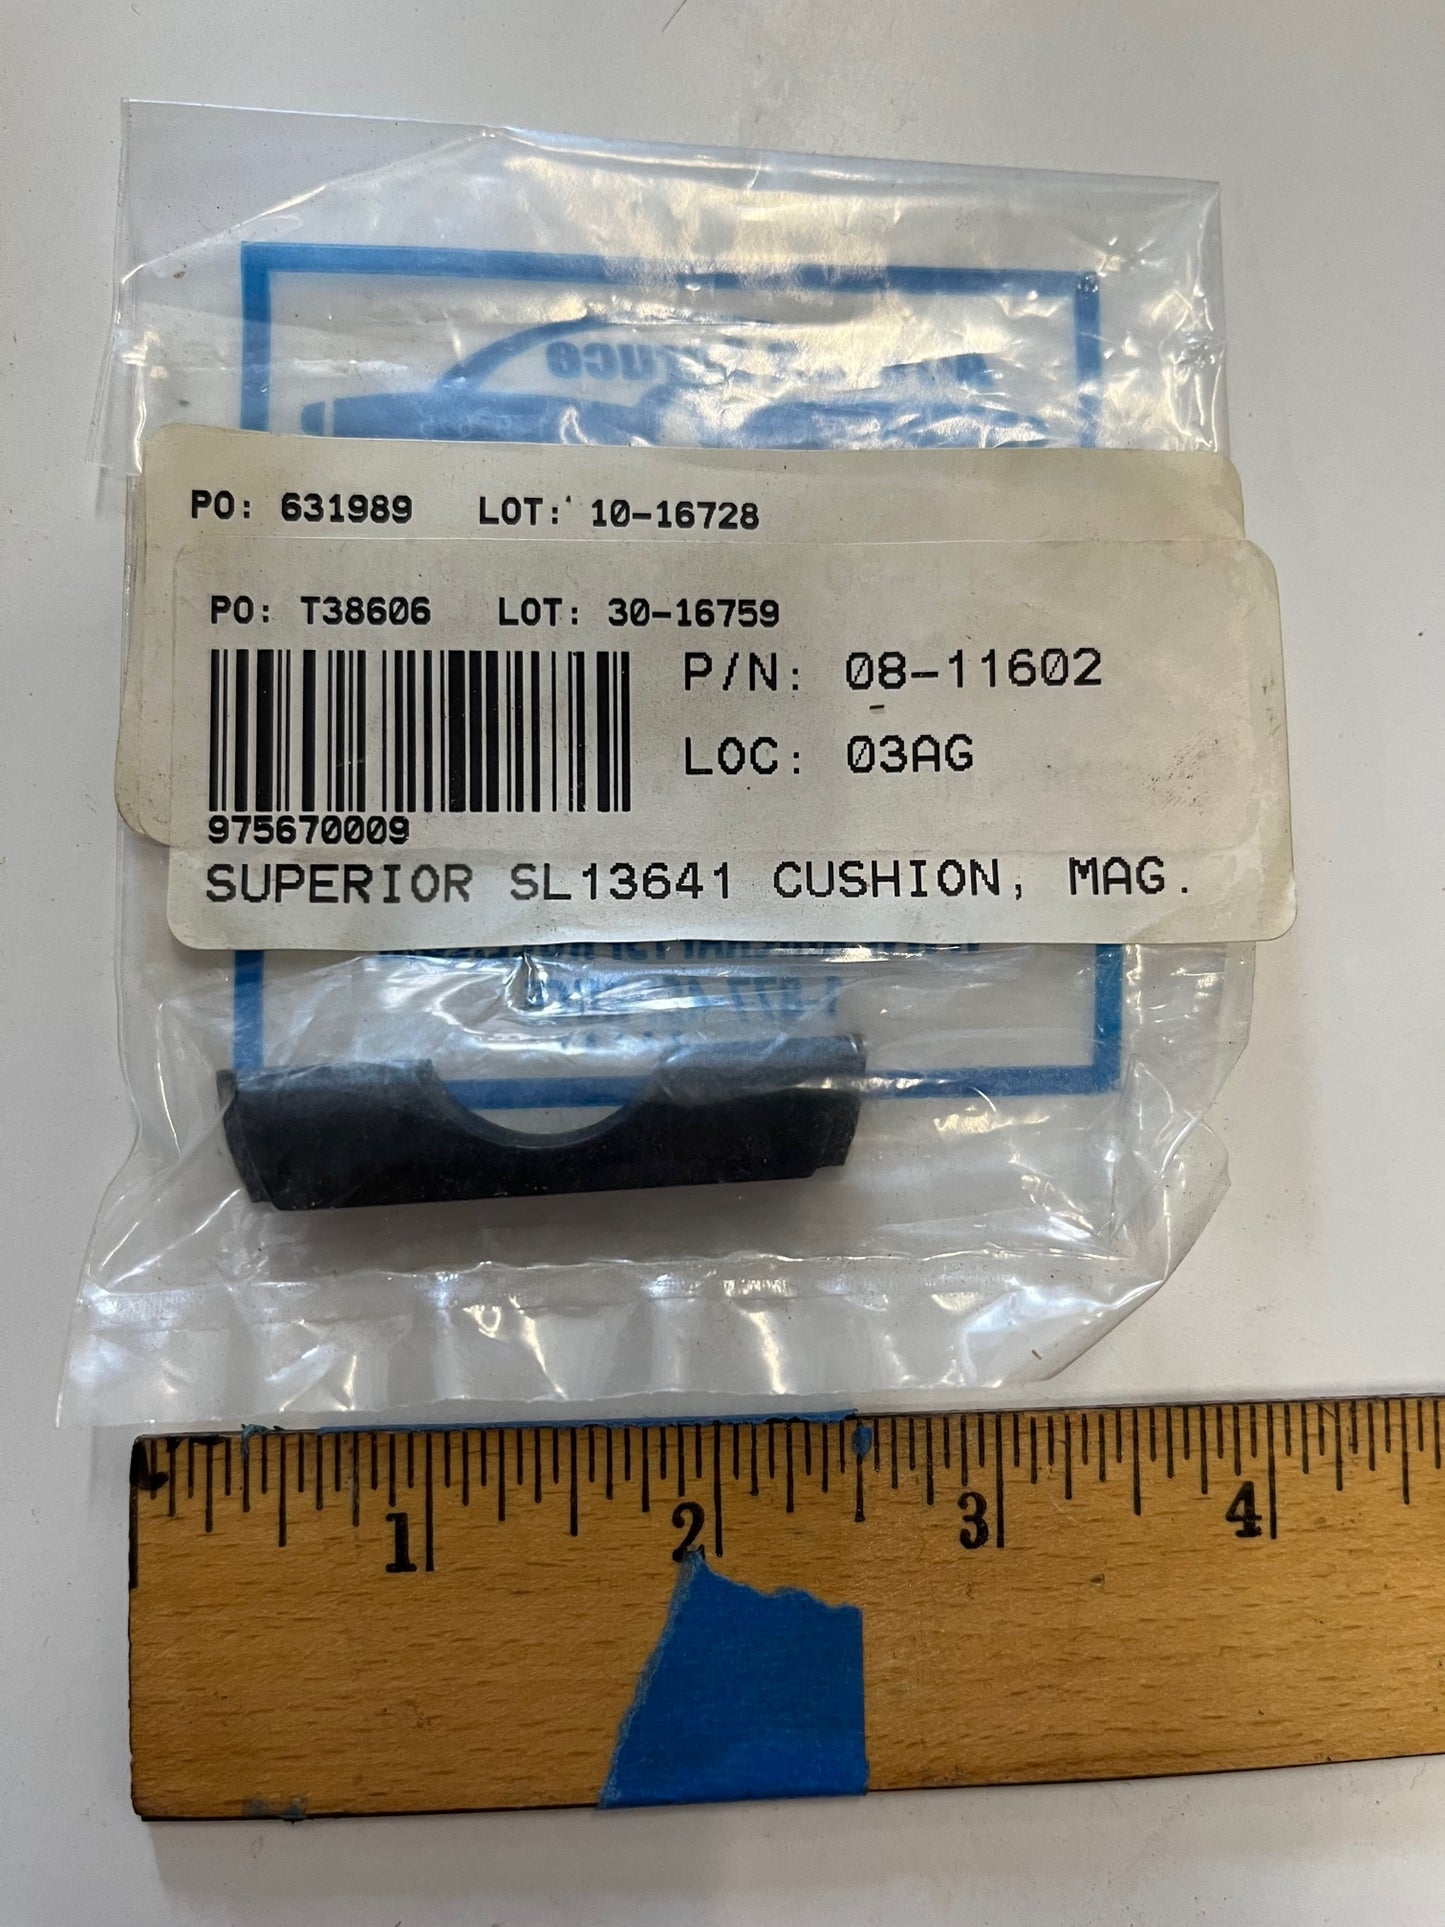 PO: 631989 LOT: 10-16728
PO: T38606 LOT: 30-16759
P/N: 08-11602
LOC: 03AG
975670009
SUPERIOR SL13641 CUSHION, MAG.
1 2 3 4